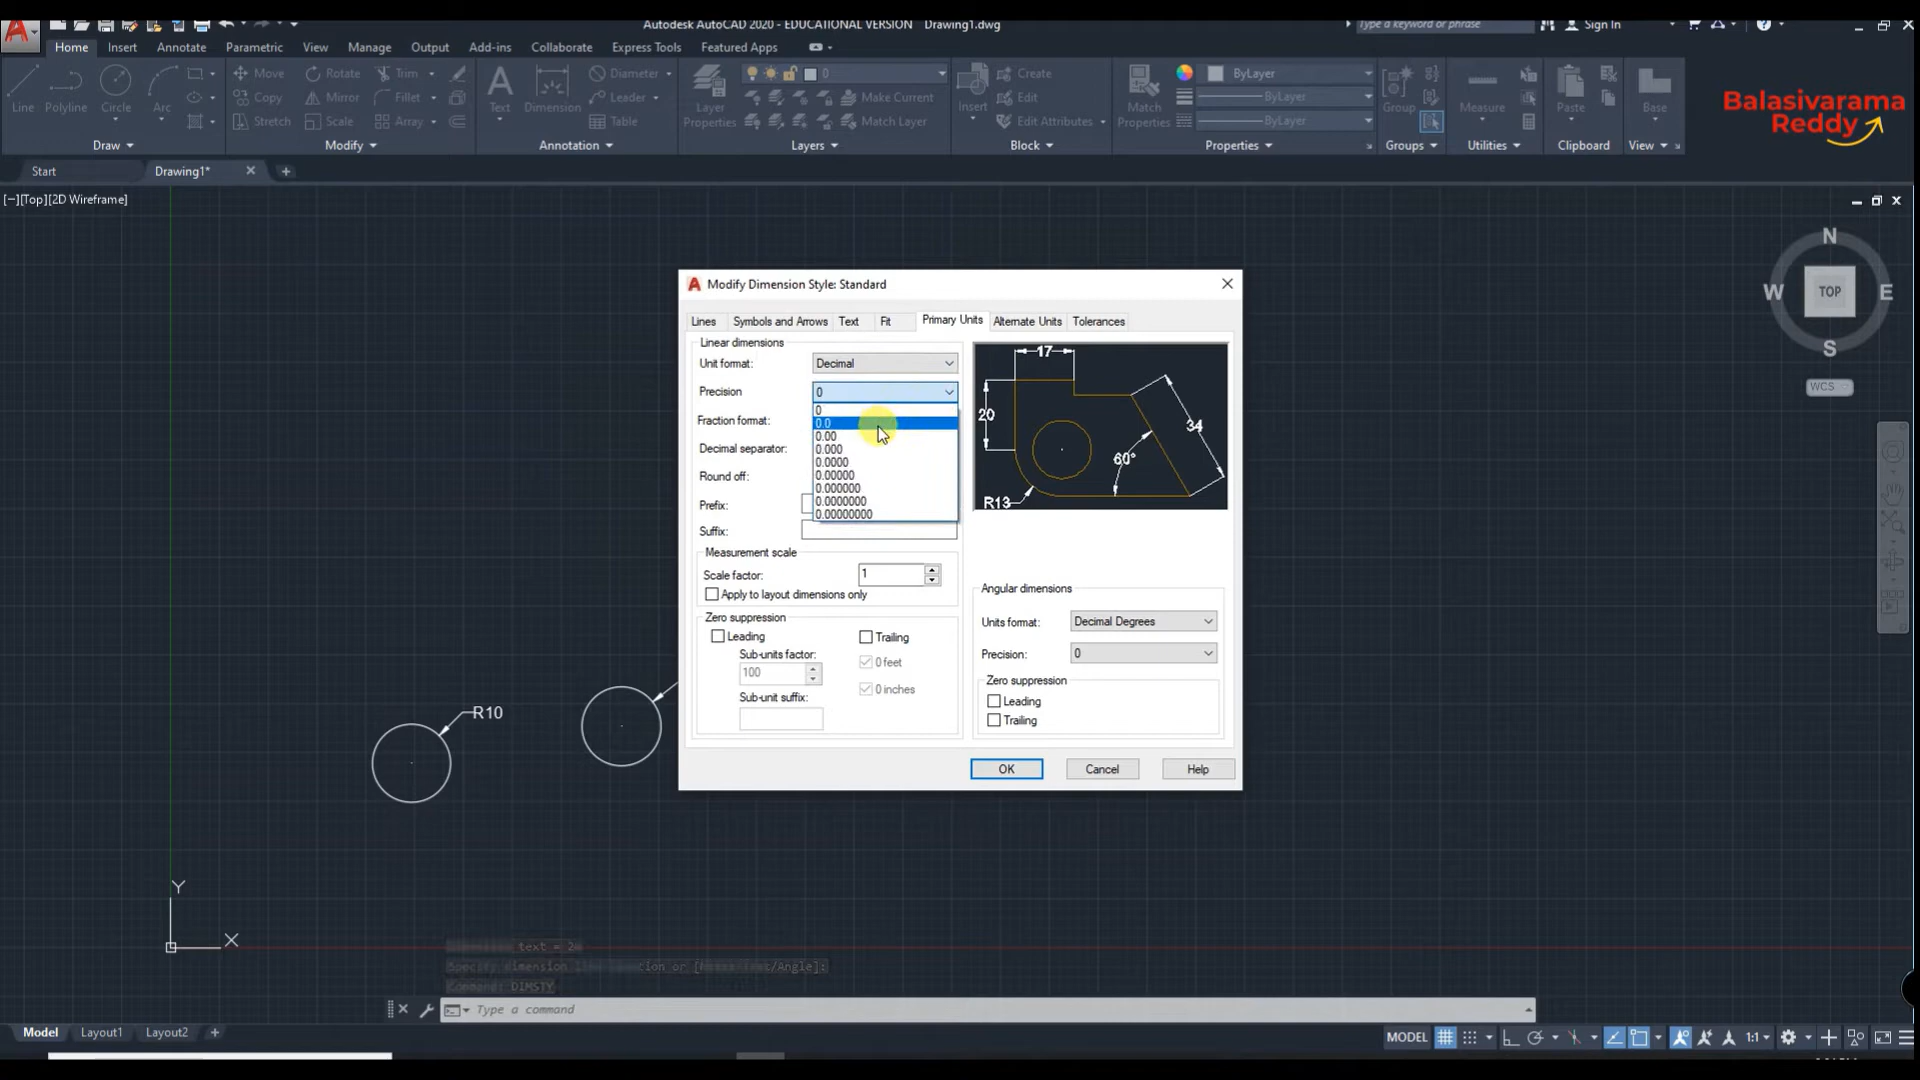 Autodesk AutoCAD 2020 - EDUCATIONAL VERSION Drawing1.dwg
Type a keyword or phrase
Sign In
Home Insert Annotate Parametric View Manage Output Add-ins Collaborate Express Tools Featured Apps
Line Polyline Circle Arc
Move Rotate Trim
Copy Mirror Fillet
Stretch Scale Array
Text Dimension
Diameter
Leader
Table
Layer Properties
0
Make Current
Match Layer
Insert
Create
Edit
Edit Attributes
Match Properties
ByLayer
ByLayer
ByLayer
Group
Measure
Paste
Base
Draw Modify Annotation Layers Block Properties Groups Utilities Clipboard View
Balasivarama
Reddy
Start Drawing1*
[−][Top][2D Wireframe]
N
W TOP E
S
WCS
Modify Dimension Style: Standard
Lines Symbols and Arrows Text Fit Primary Units Alternate Units Tolerances
Linear dimensions
Unit format: Decimal
Precision 0
0
0.0
0.00
0.000
0.0000
0.00000
0.000000
0.0000000
0.00000000
Fraction format:
Decimal separator:
Round off:
Prefix:
Suffix:
Measurement scale
Scale factor: 1
Apply to layout dimensions only
Zero suppression
Leading
Trailing
Sub-units factor:
100
0 feet
Sub-unit suffix:
0 inches
17
20
34
60°
R13
Angular dimensions
Units format: Decimal Degrees
Precision: 0
Zero suppression
Leading
Trailing
OK Cancel Help
R10
Y
X
text = 2
Specify dimension
Command: DIMSTY
Type a command
Model Layout1 Layout2
MODEL
1:1